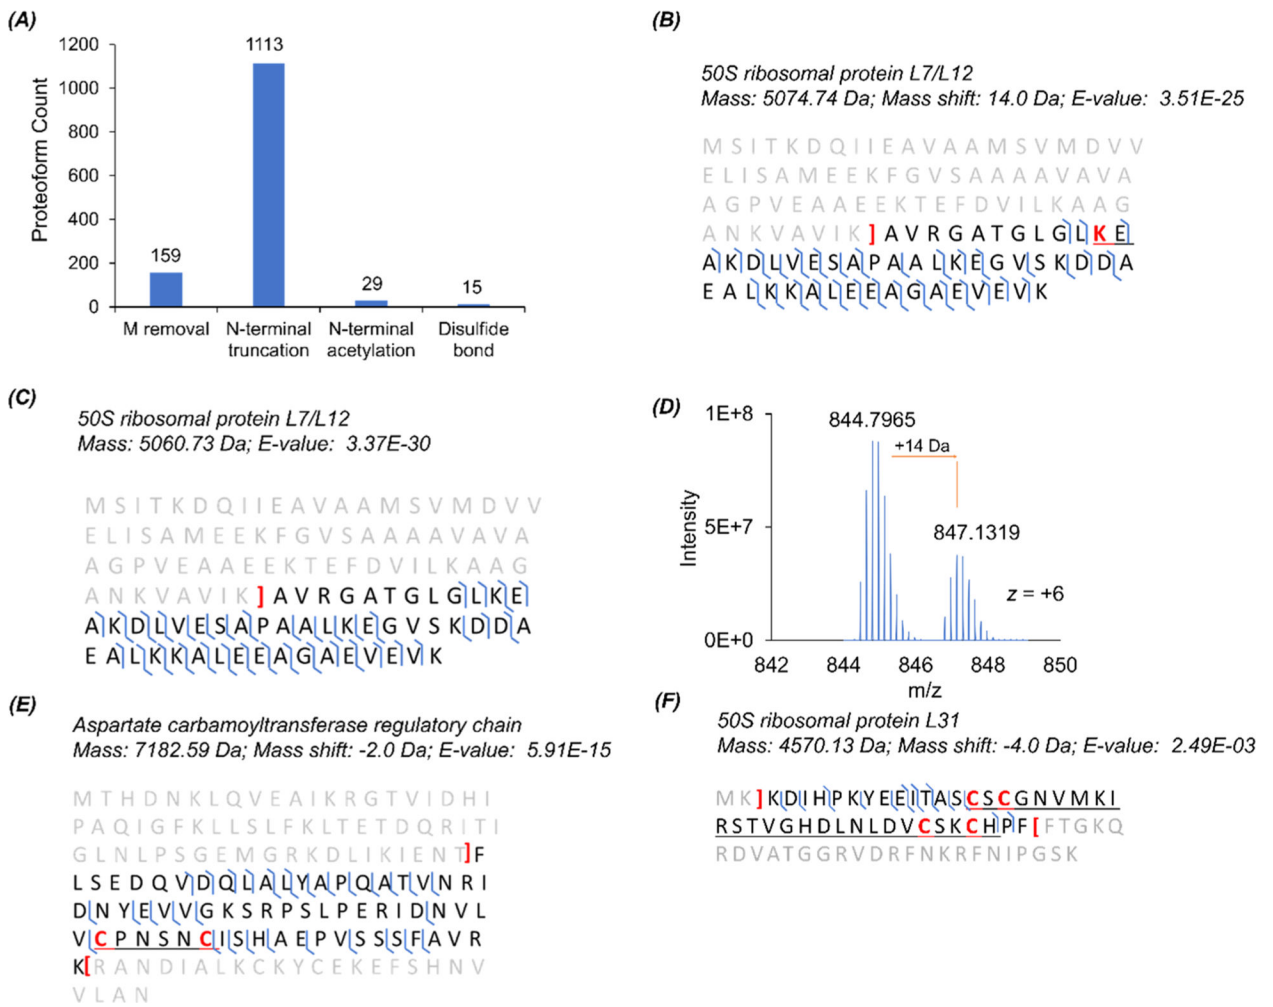 (A)
1200
1000
800
600
400
200
0
Proteoform Count
159
1113
29
15
M removal
N-terminal truncation
N-terminal acetylation
Disulfide bond
(B)
50S ribosomal protein L7/L12
Mass: 5074.74 Da; Mass shift: 14.0 Da; E-value: 3.51E-25
M S I T K D Q I I E A V A A M S V M D V V
E L I S A M E E K F G V S A A A A V A V A
A G P V E A A E E K T E F D V I L K A A G
A N K V A V I K ] A V R G A T G L G L K E
A K D L V E S A P A A L K E G V S K D D A
E A L K K A L E E A G A E V E V K
(C)
50S ribosomal protein L7/L12
Mass: 5060.73 Da; E-value: 3.37E-30
M S I T K D Q I I E A V A A M S V M D V V
E L I S A M E E K F G V S A A A A V A V A
A G P V E A A E E K T E F D V I L K A A G
A N K V A V I K ] A V R G A T G L G L K E
A K D L V E S A P A A L K E G V S K D D A
E A L K K A L E E A G A E V E V K
(D)
1E+8
5E+7
0E+0
Intensity
844.7965
+14 Da
847.1319
z = +6
842 844 846 848 850
m/z
(E)
Aspartate carbamoyltransferase regulatory chain
Mass: 7182.59 Da; Mass shift: -2.0 Da; E-value: 5.91E-15
M T H D N K L Q V E A I K R G T V I D H I
P A Q I G F K L L S L F K L T E T D Q R I T I
G L N L P S G E M G R K D L I K I E N T ] F
L S E D Q V D Q L A L Y A P Q A T V N R I
D N Y E V V G K S R P S L P E R I D N V L
V C P N S N C I S H A E P V S S S F A V R
K [ R A N D I A L K C K Y C E K E F S H N V
V L A N
(F)
50S ribosomal protein L31
Mass: 4570.13 Da; Mass shift: -4.0 Da; E-value: 2.49E-03
M K ] K D I H P K Y E E I T A S C S C G N V M K I
R S T V G H D L N L D V C S K C H P F [ F T G K Q
R D V A T G G R V D R F N K R F N I P G S K